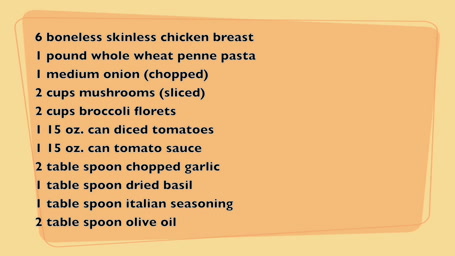 6 boneless skinless chicken breast
1 pound whole wheat penne pasta
1 medium onion (chopped)
2 cups mushrooms (sliced)
2 cups broccoli florets
1 15 oz. can diced tomatoes
1 15 oz. can tomato sauce
2 table spoon chopped garlic
1 table spoon dried basil
1 table spoon italian seasoning
2 table spoon olive oil